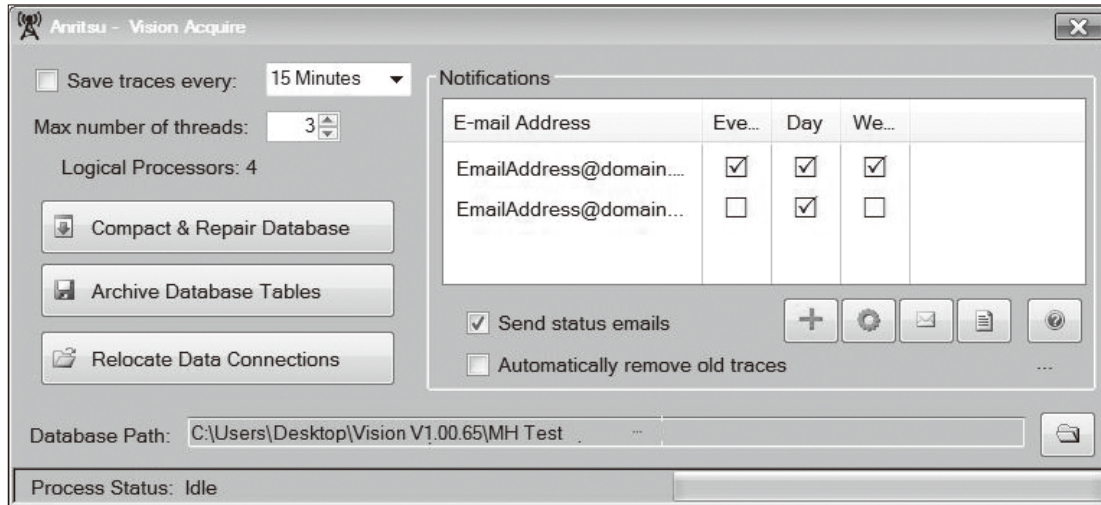 Anritsu - Vision Acquire
Save traces every: 15 Minutes
Max number of threads: 3
Logical Processors: 4
Compact & Repair Database
Archive Database Tables
Relocate Data Connections
Notifications
E-mail Address Eve... Day We...
EmailAddress@domain....
EmailAddress@domain...
Send status emails
Automatically remove old traces
...
Database Path: C:\Users\Desktop\Vision V1.00.65\MH Test ...
Process Status: Idle